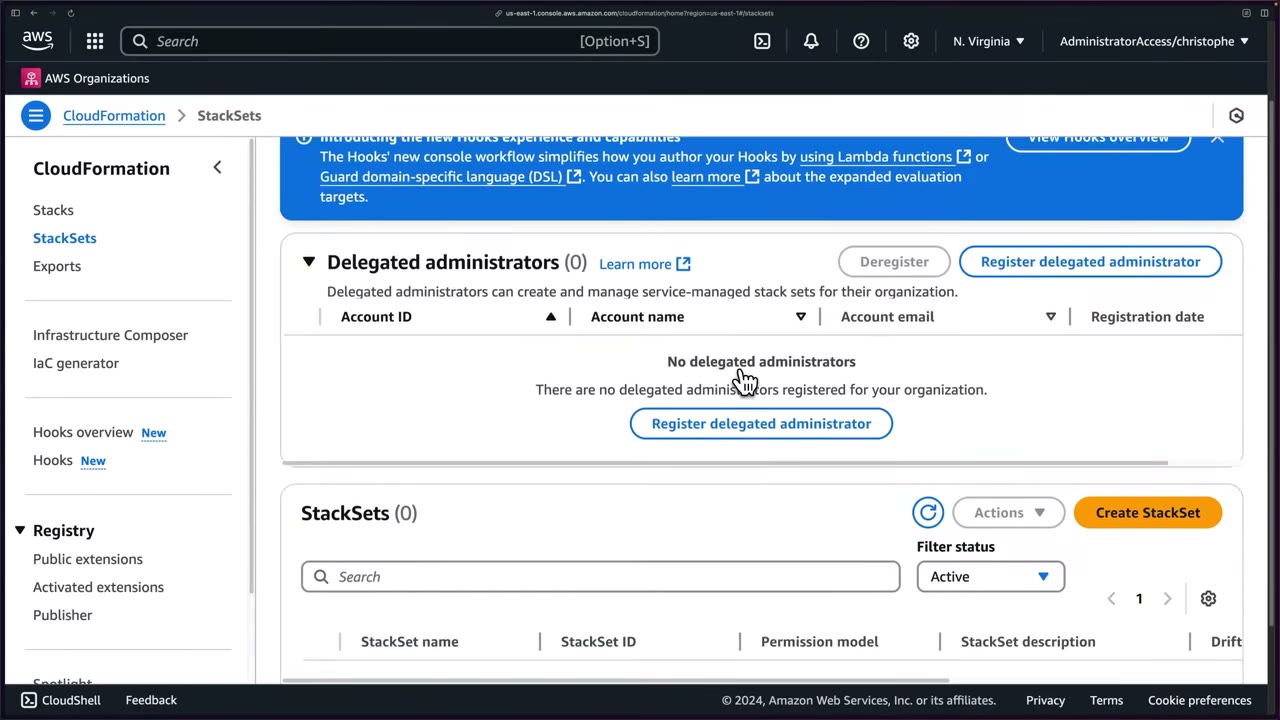 us-east-1.console.aws.amazon.com/cloudformation/home?region=us-east-1#/stacksets
aws
Search
[Option+S]
N. Virginia
AdministratorAccess/christophe
AWS Organizations
CloudFormation
StackSets
CloudFormation
Stacks
StackSets
Exports
Infrastructure Composer
IaC generator
Hooks overview New
Hooks New
Registry
Public extensions
Activated extensions
Publisher
Spotlight
Introducing the new Hooks experience and capabilities
The Hooks' new console workflow simplifies how you author your Hooks by using Lambda functions or
Guard domain-specific language (DSL). You can also learn more about the expanded evaluation
targets.
View Hooks overview
Delegated administrators (0) Learn more
Deregister
Register delegated administrator
Delegated administrators can create and manage service-managed stack sets for their organization.
Account ID
Account name
Account email
Registration date
No delegated administrators
There are no delegated administrators registered for your organization.
Register delegated administrator
StackSets (0)
Actions
Create StackSet
Filter status
Search
Active
1
StackSet name
StackSet ID
Permission model
StackSet description
Drift
CloudShell
Feedback
© 2024, Amazon Web Services, Inc. or its affiliates.
Privacy
Terms
Cookie preferences